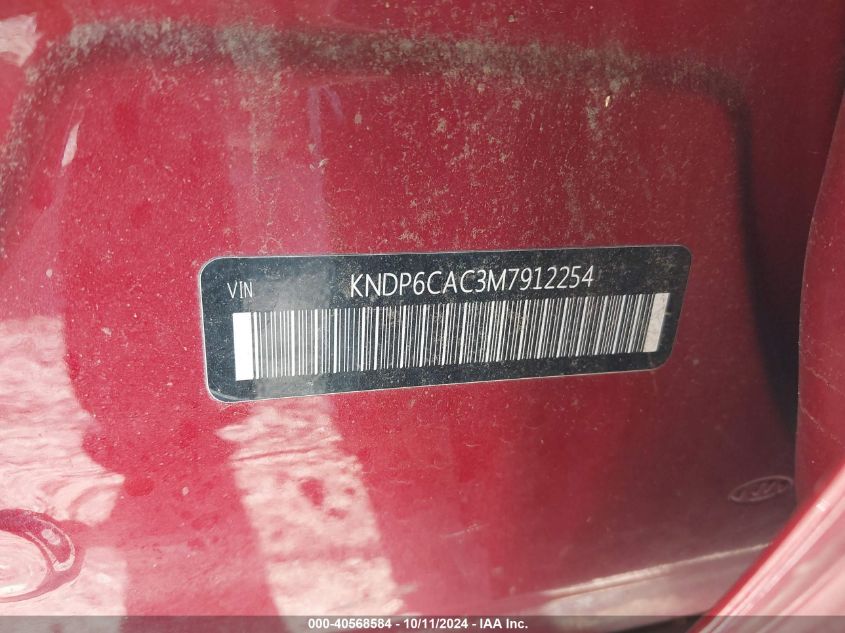 VIN KNDP6CAC3M7912254
000-40568584 - 10/11/2024 - IAA Inc.